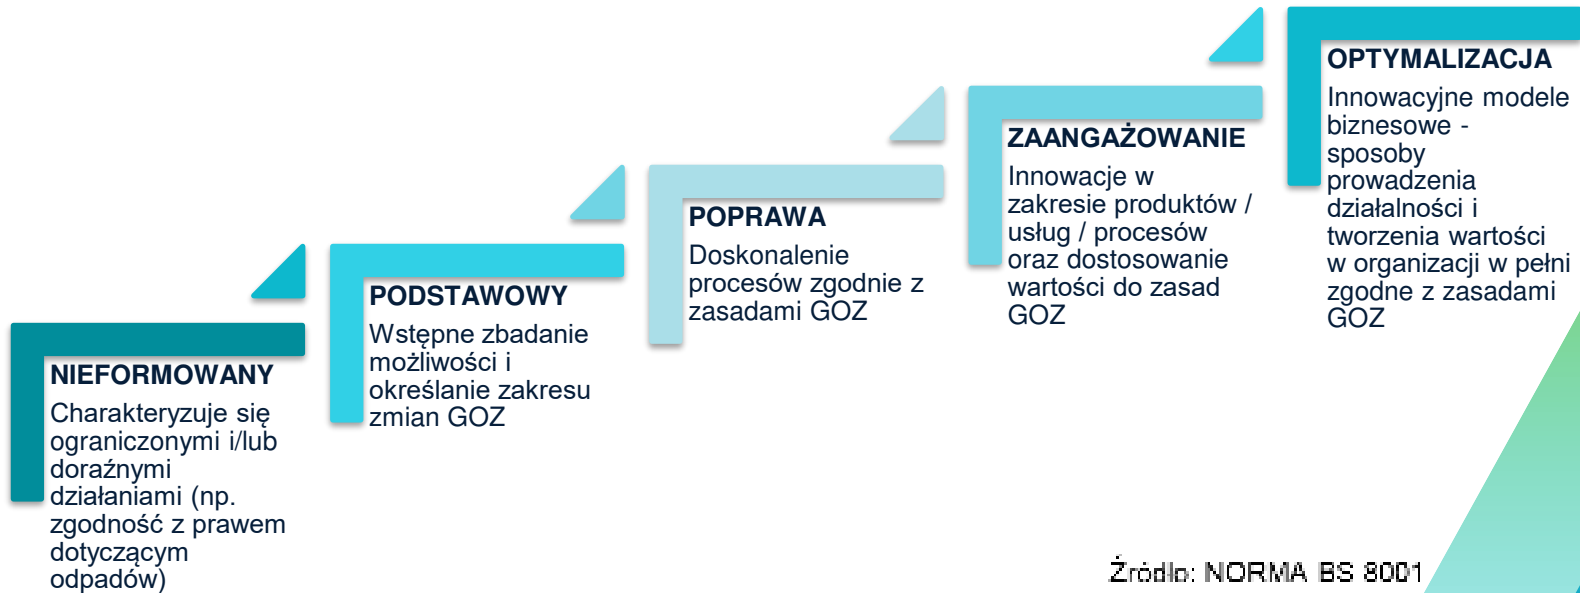 NIEFORMOWANY
Charakteryzuje się
ograniczonymi i/lub
doraźnymi
działaniami (np.
zgodność z prawem
dotyczącym
odpadów)
PODSTAWOWY
Wstępne zbadanie
możliwości i
określanie zakresu
zmian GOZ
POPRAWA
Doskonalenie
procesów zgodnie z
zasadami GOZ
ZAANGAŻOWANIE
Innowacje w
zakresie produktów /
usług / procesów
oraz dostosowanie
wartości do zasad
GOZ
OPTYMALIZACJA
Innowacyjne modele
biznesowe -
sposoby
prowadzenia
działalności i
tworzenia wartości
w organizacji w pełni
zgodne z zasadami
GOZ
Źródło: NORMA BS 8001